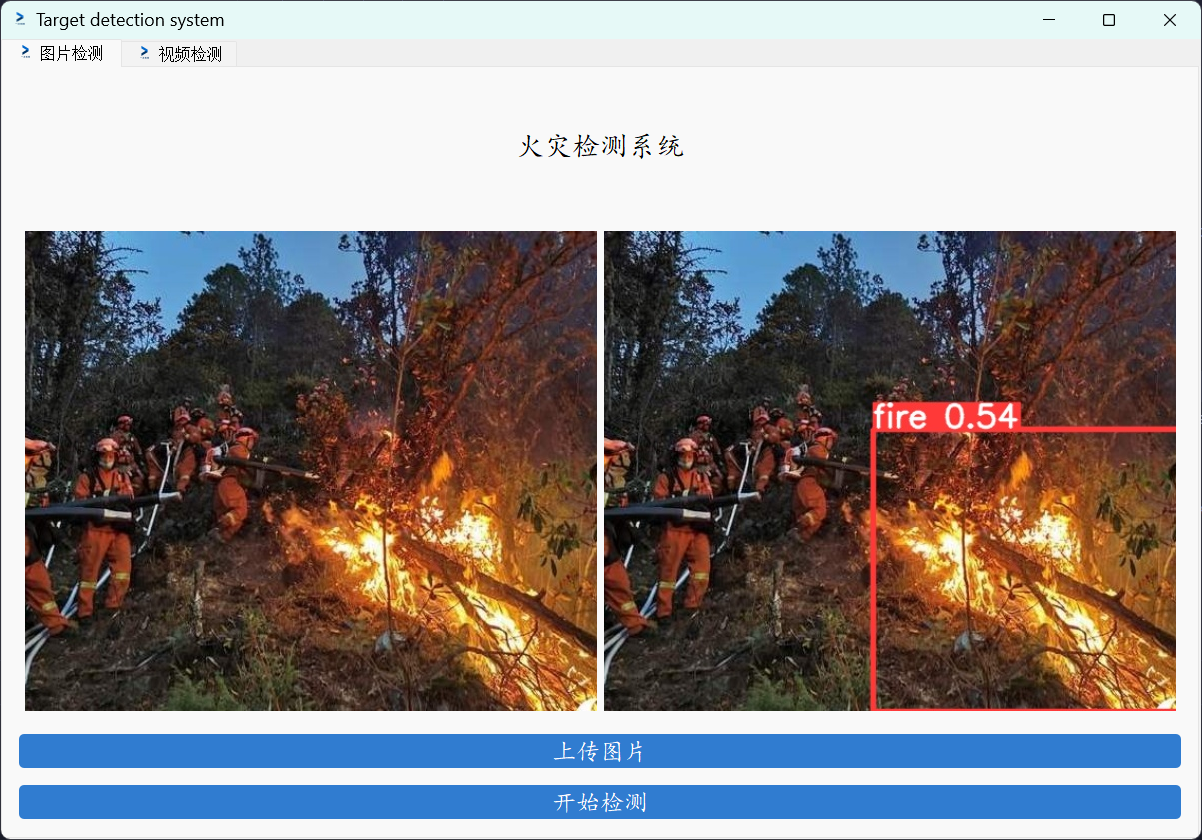 Target detection system
图片检测
视频检测
火灾检测系统
fire 0.54
上传图片
开始检测